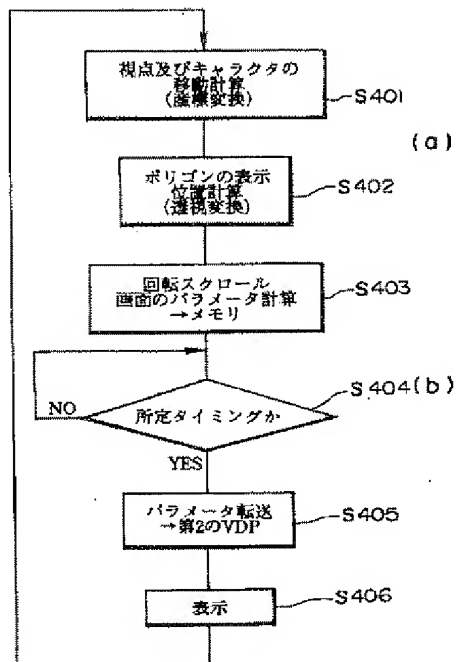 視点及びキャラクタの
移動計算
(座標変換)
S401
(a)
ポリゴンの表示
位置計算
(透視変換)
S402
回転スクロール
画面のパラメータ計算
→メモリ
S403
所定タイミングか
S404(b)
NO
YES
パラメータ転送
→第2のVDP
S405
表示
S406